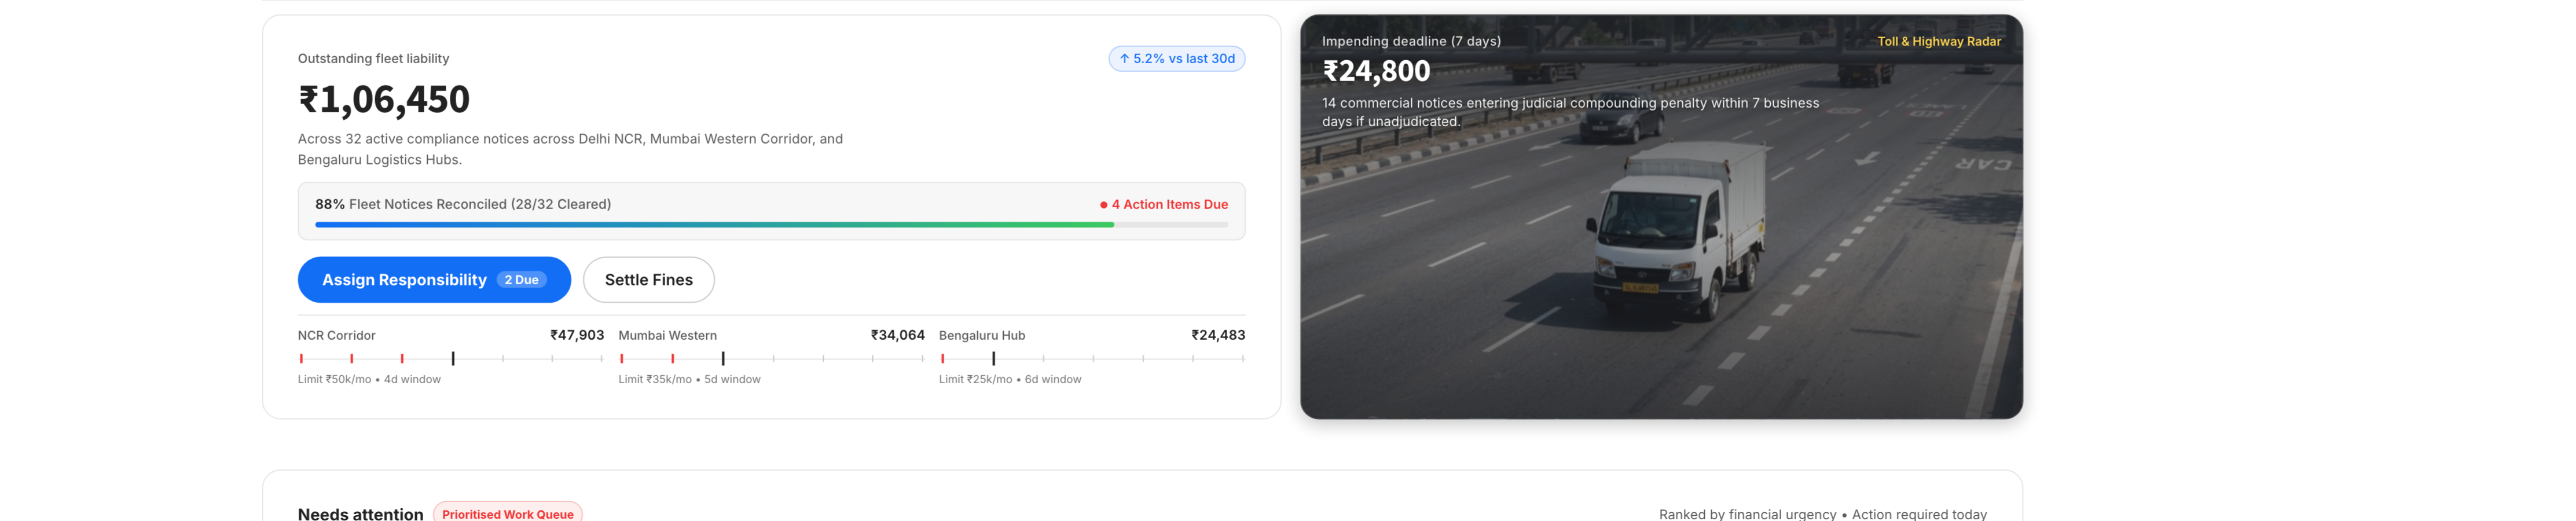 Outstanding fleet liability
↑ 5.2% vs last 30d
₹1,06,450
Across 32 active compliance notices across Delhi NCR, Mumbai Western Corridor, and
Bengaluru Logistics Hubs.
88% Fleet Notices Reconciled (28/32 Cleared)
• 4 Action Items Due
Assign Responsibility 2 Due
Settle Fines
NCR Corridor ₹47,903
Limit ₹50k/mo • 4d window
Mumbai Western ₹34,064
Limit ₹35k/mo • 5d window
Bengaluru Hub ₹24,483
Limit ₹25k/mo • 6d window
Impending deadline (7 days)
Toll & Highway Radar
₹24,800
14 commercial notices entering judicial compounding penalty within 7 business
days if unadjudicated.
CAR
Needs attention
Prioritised Work Queue
Ranked by financial urgency • Action required today